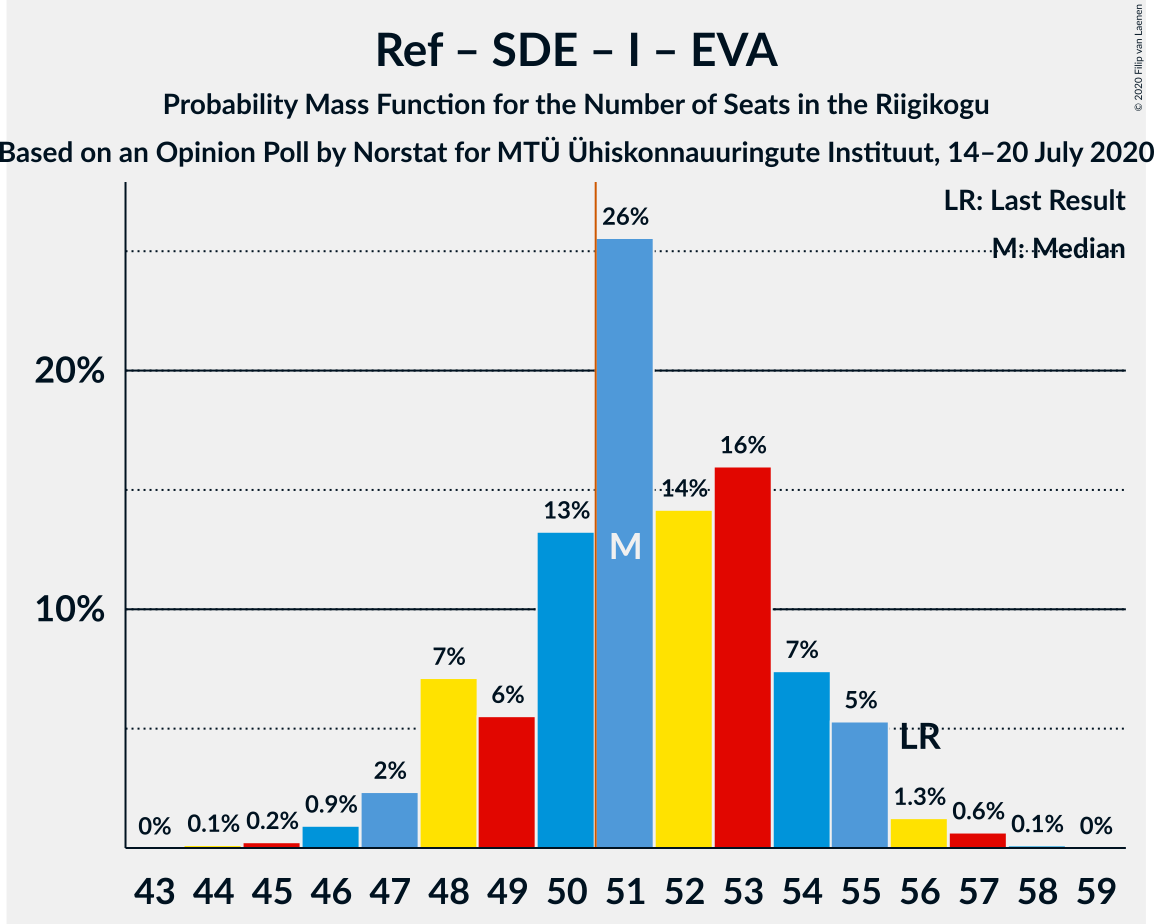 Ref – SDE – I – EVA
Probability Mass Function for the Number of Seats in the Riigikogu
Based on an Opinion Poll by Norstat for MTÜ Ühiskonnauuringute Instituut, 14–20 July 2020
© 2020 Filip van Laenen
LR: Last Result
M: Median
26%
20%
16%
14%
13%
M
10%
7%
6%
7%
5%
LR
2%
0%
0.1%
0.2%
0.9%
1.3%
0.6%
0.1%
0%
43 44 45 46 47 48 49 50 51 52 53 54 55 56 57 58 59